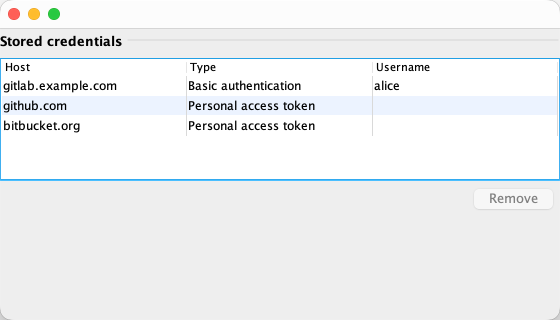 Stored credentials
Host Type Username
gitlab.example.com Basic authentication alice
github.com Personal access token
bitbucket.org Personal access token
Remove